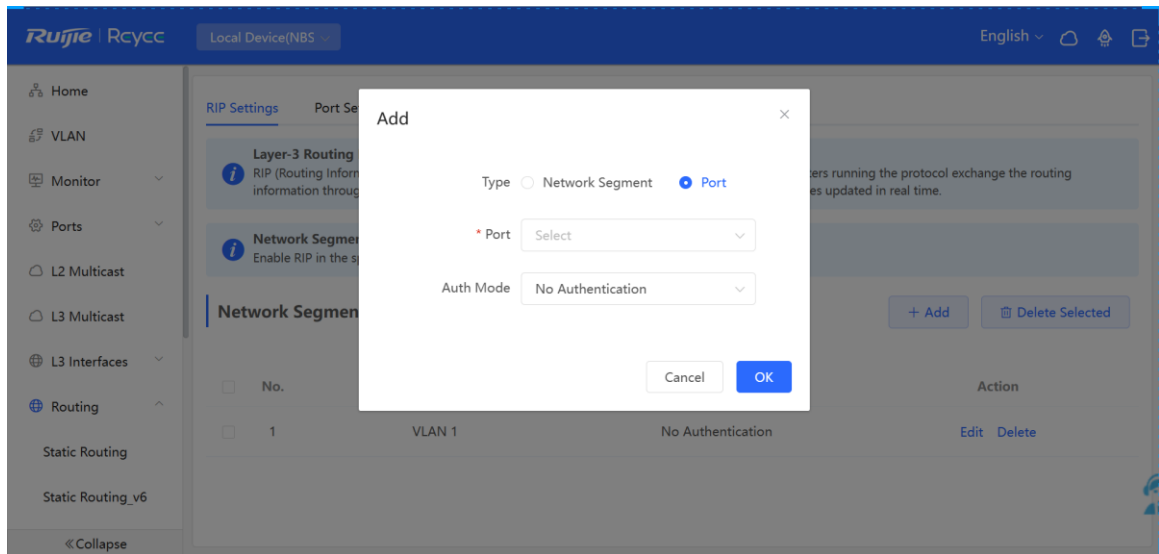 Ruijie Rcycc Local Device(NBS English
Home
VLAN
Monitor
Ports
L2 Multicast
L3 Multicast
L3 Interfaces
Routing
Static Routing
Static Routing_v6
«Collapse
RIP Settings Port Se
Layer-3 Routing
RIP (Routing Inforn ers running the protocol exchange the routing
information throug es updated in real time.
Network Segmen
Enable RIP in the s
Network Segmen + Add Delete Selected
No. Action
1 VLAN 1 No Authentication Edit Delete
Add
Type Network Segment Port
* Port Select
Auth Mode No Authentication
Cancel OK